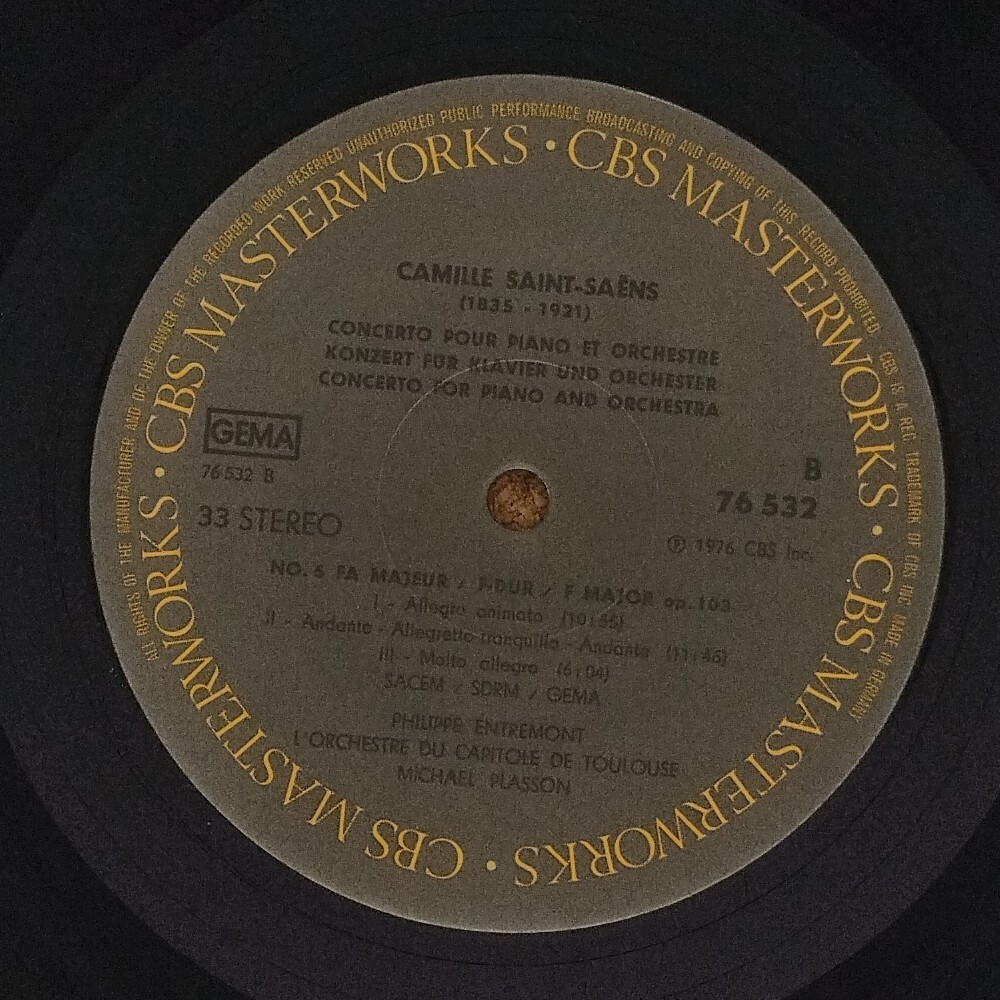 ALL RIGHTS OF THE MANUFACTURER AND OF THE OWNER OF THE RECORDED WORK RESERVED UNAUTHORIZED PUBLIC PERFORMANCE BROADCASTING AND COPYING OF THIS RECORD PROHIBITED · CBS IS A REG. TRADEMARK OF CBS INC. MADE IN GERMANY
CBS MASTERWORKS · CBS MASTERWORKS · CBS MASTERWORKS · CBS MASTERWORKS ·
CAMILLE SAINT-SAËNS
(1835 - 1921)
CONCERTO POUR PIANO ET ORCHESTRE
KONZERT FUR KLAVIER UND ORCHESTER
CONCERTO FOR PIANO AND ORCHESTRA
GEMA
76 532 B
33 STEREO
B
76 532
℗ 1976 CBS Inc.
NO. 5 FA MAJEUR / F-DUR / F MAJOR op. 103
I - Allegro animato (10:55)
II - Andante - Allegretto tranquillo - Andante
III - Molto allegro (6:04)
SACEM / SDRM / GEMA
PHILIPPE ENTREMONT
L'ORCHESTRE DU CAPITOLE DE TOULOUSE
MICHAEL PLASSON